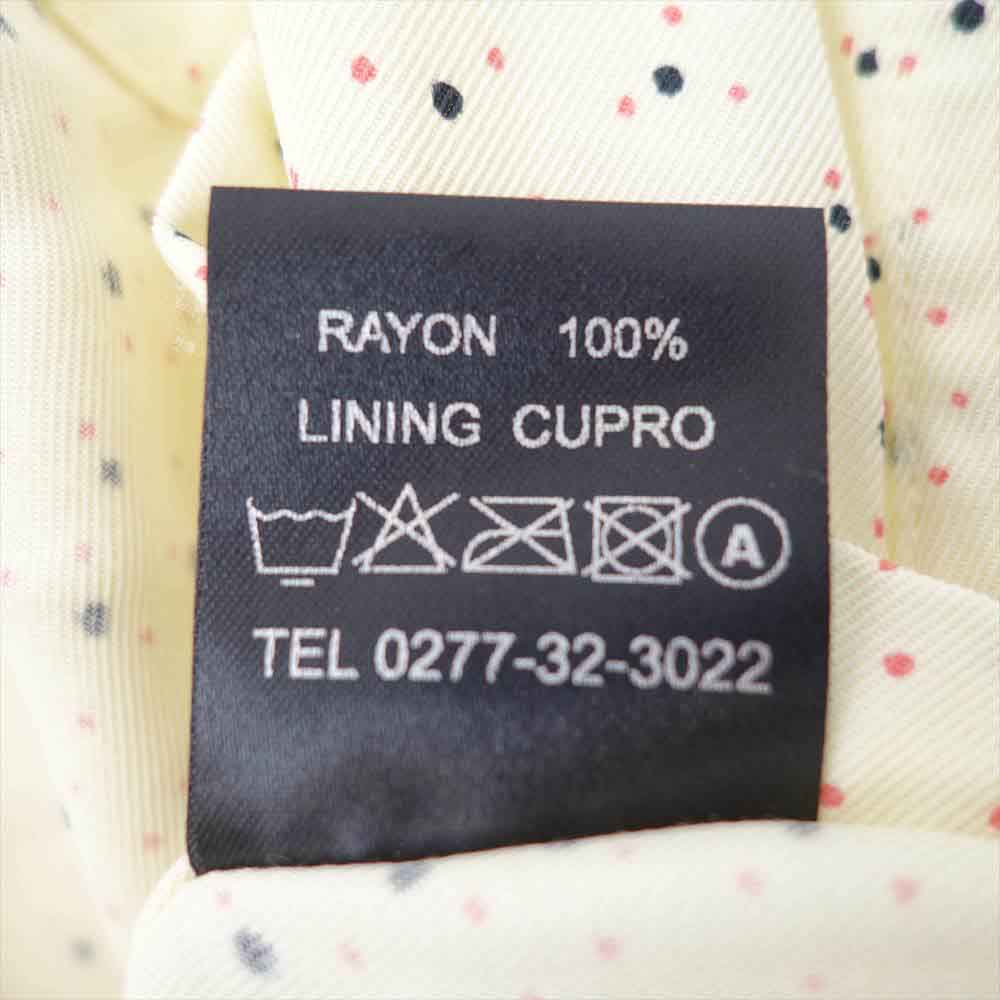 RAYON 100%
LINING CUPRO
A
TEL 0277-32-3022